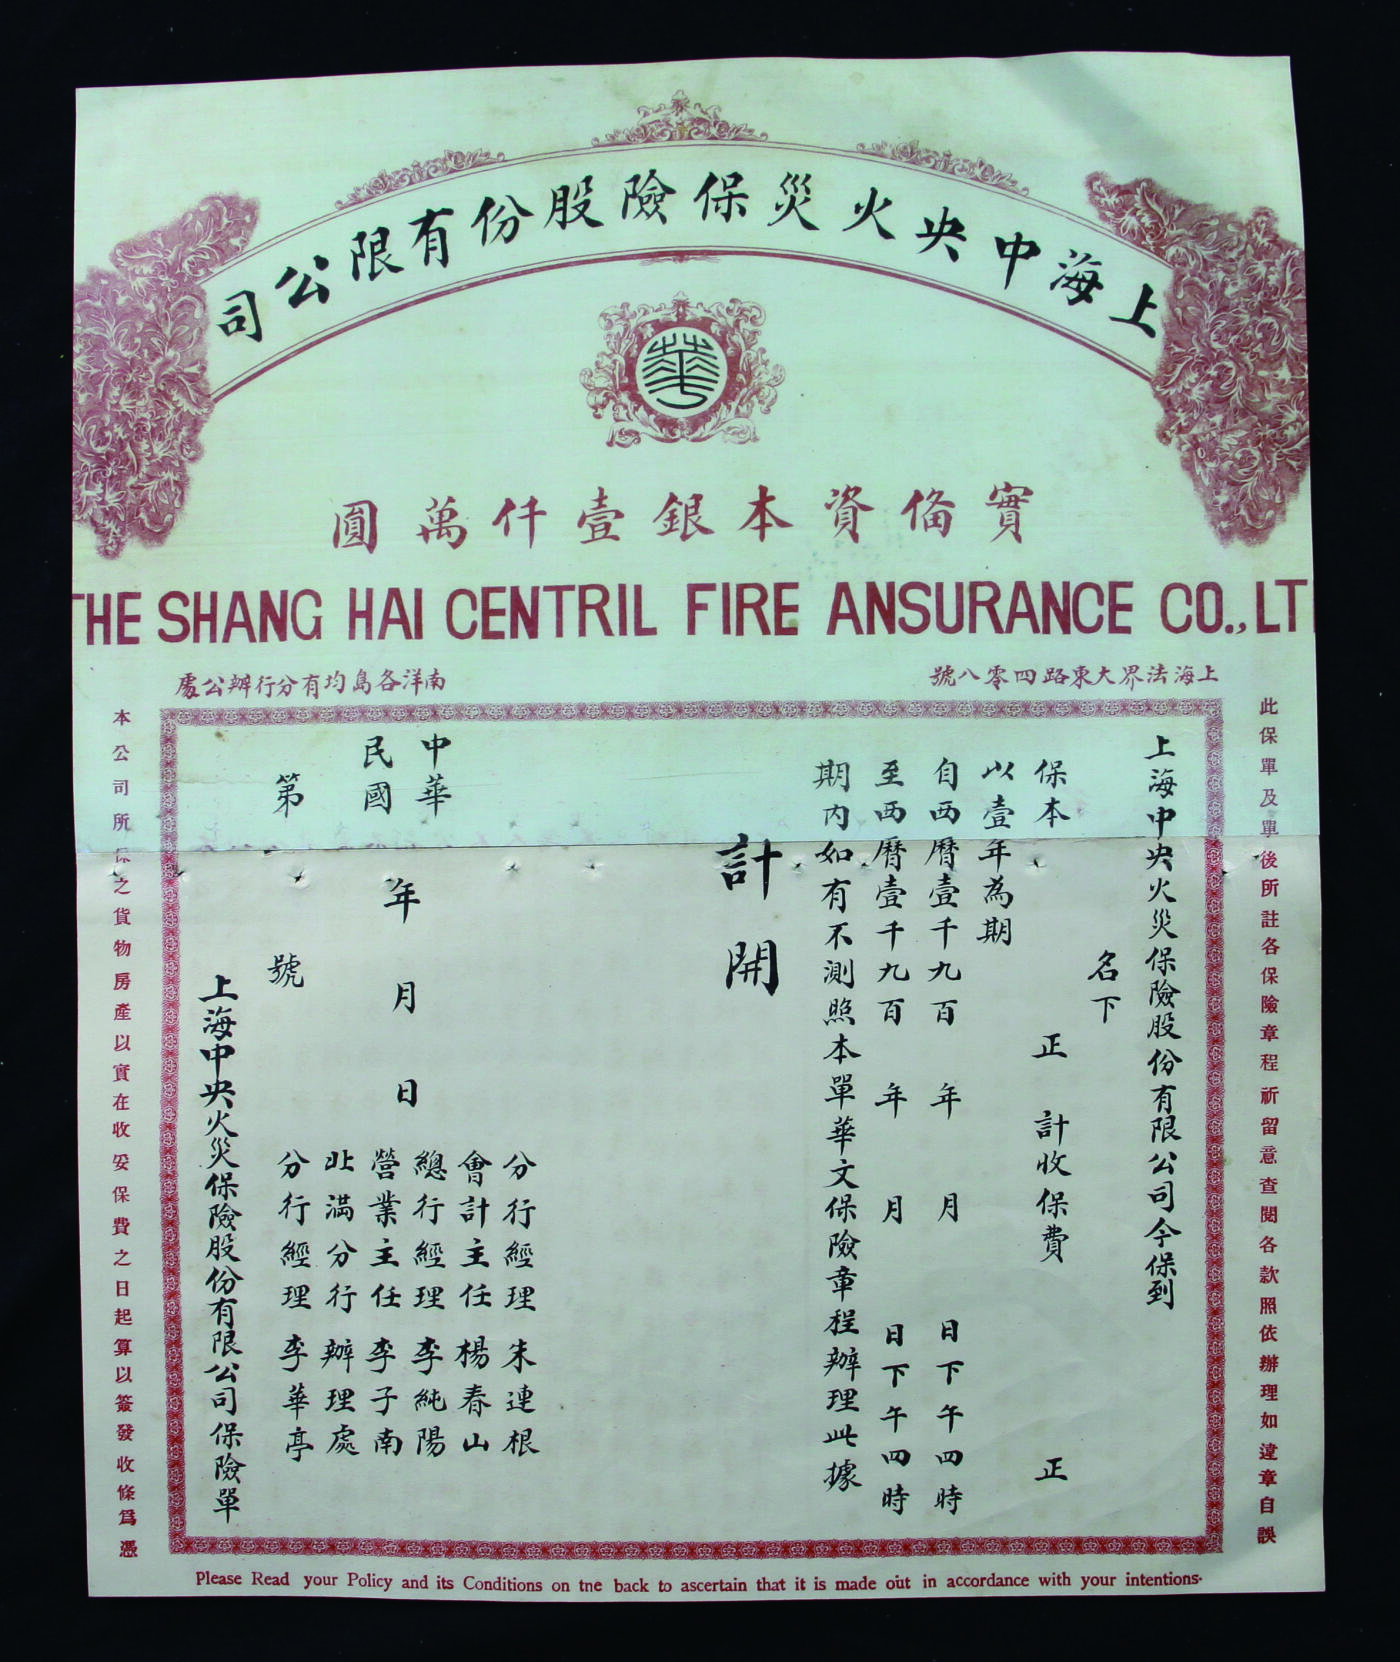 上海中央火災保險股份有限公司
華
實備資本銀壹仟萬圓
THE SHANG HAI CENTRIL FIRE ANSURANCE CO., LT
上海法界大東路四零八號
南洋各島均有分行辦公處
此保單及單後所註各保險章程祈留意查閱各款照依辦理如違章自誤
上海中央火災保險股份有限公司今保到
名下
保本 正 計收保費 正
以壹年為期
自西曆壹千九百 年 月 日下午四時
至西曆壹千九百 年 月 日下午四時
期內如有不測照本單華文保險章程辦理此據
計開
分行經理 朱連根
會計主任 楊春山
總行經理 李純陽
營業主任 李子南
北滿分行 辦理處
分行經理 李華亭
中華
民國
年 月 日
第 號
上海中央火災保險股份有限公司保險單
本公司所保之貨物房產以實在收妥保費之日起算以簽發收條爲憑
Please Read your Policy and its Conditions on tne back to ascertain that it is made out in accordance with your intentions.